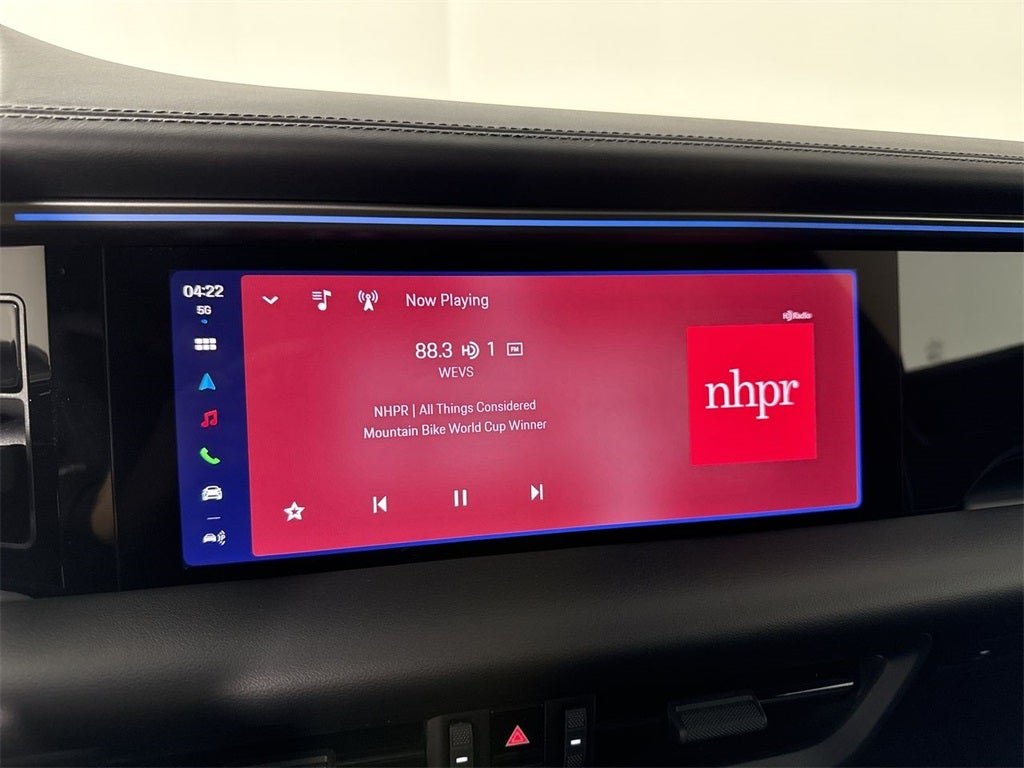 04:22
5G
Now Playing
HD Radio
88.3 HD 1 FM
WEVS
NHPR | All Things Considered
Mountain Bike World Cup Winner
nhpr